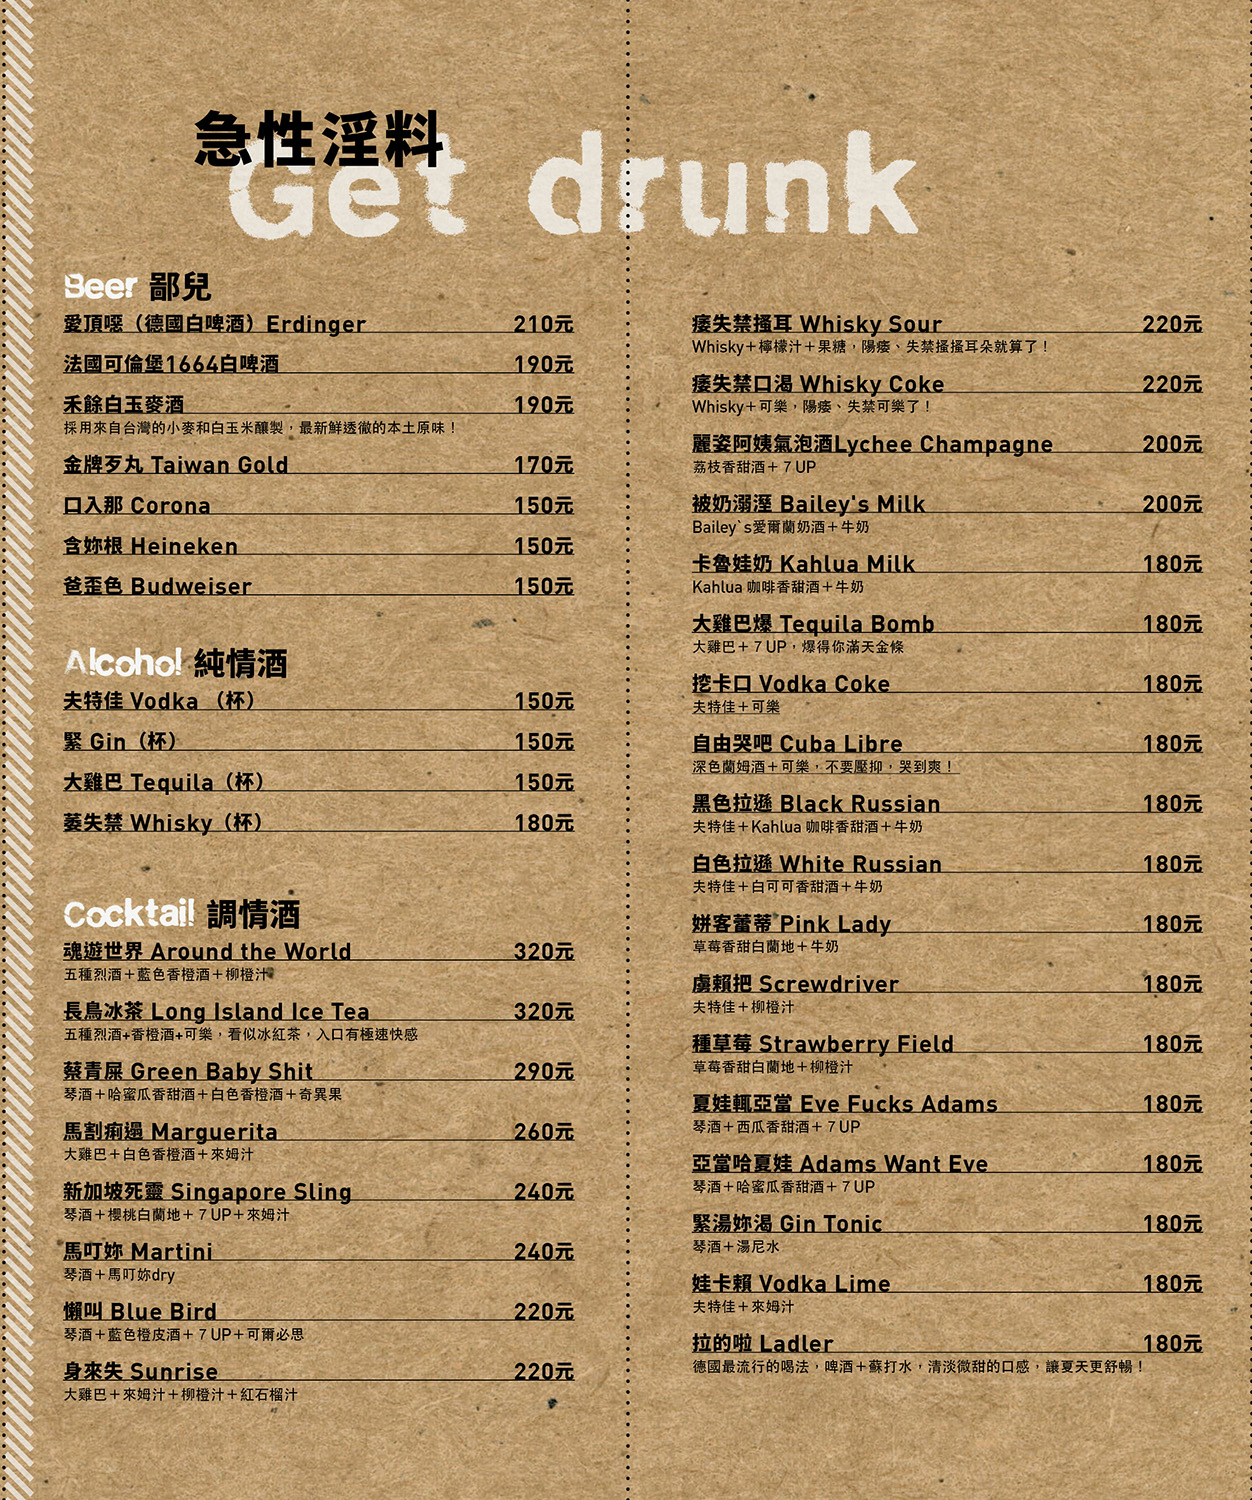 急性淫料
Get drunk
Beer 鄙兒
愛頂噁（德國白啤酒）Erdinger 210元
法國可倫堡1664白啤酒 190元
禾餘白玉麥酒 190元
採用來自台灣的小麥和白玉米釀製，最新鮮透徹的本土原味！
金牌歹丸 Taiwan Gold 170元
口入那 Corona 150元
含妳根 Heineken 150元
爸歪色 Budweiser 150元
Alcohol 純情酒
夫特佳 Vodka （杯） 150元
緊 Gin（杯） 150元
大雞巴 Tequila（杯） 150元
萎失禁 Whisky（杯） 180元
Cocktail 調情酒
魂遊世界 Around the World 320元
五種烈酒＋藍色香橙酒＋柳橙汁
長鳥冰茶 Long Island Ice Tea 320元
五種烈酒+香橙酒+可樂，看似冰紅茶，入口有極速快感
蔡青屎 Green Baby Shit 290元
琴酒＋哈蜜瓜香甜酒＋白色香橙酒＋奇異果
馬割痢遢 Marguerita 260元
大雞巴＋白色香橙酒＋來姆汁
新加坡死靈 Singapore Sling 240元
琴酒＋櫻桃白蘭地＋7 UP＋來姆汁
馬叮妳 Martini 240元
琴酒＋馬叮妳dry
懶叫 Blue Bird 220元
琴酒＋藍色橙皮酒＋7 UP＋可爾必思
身來失 Sunrise 220元
大雞巴＋來姆汁＋柳橙汁＋紅石榴汁
痿失禁搔耳 Whisky Sour 220元
Whisky＋檸檬汁＋果糖，陽痿、失禁搔搔耳朵就算了！
痿失禁口渴 Whisky Coke 220元
Whisky＋可樂，陽痿、失禁可樂了！
麗姿阿姨氣泡酒Lychee Champagne 200元
荔枝香甜酒＋7 UP
被奶溺溼 Bailey's Milk 200元
Bailey`s愛爾蘭奶酒＋牛奶
卡魯娃奶 Kahlua Milk 180元
Kahlua 咖啡香甜酒＋牛奶
大雞巴爆 Tequila Bomb 180元
大雞巴＋7 UP，爆得你滿天金條
挖卡口 Vodka Coke 180元
夫特佳＋可樂
自由哭吧 Cuba Libre 180元
深色蘭姆酒＋可樂，不要壓抑，哭到爽！
黑色拉遜 Black Russian 180元
夫特佳＋Kahlua 咖啡香甜酒＋牛奶
白色拉遜 White Russian 180元
夫特佳＋白可可香甜酒＋牛奶
姘客蕾蒂 Pink Lady 180元
草莓香甜白蘭地＋牛奶
虜賴把 Screwdriver 180元
夫特佳＋柳橙汁
種草莓 Strawberry Field 180元
草莓香甜白蘭地＋柳橙汁
夏娃輒亞當 Eve Fucks Adams 180元
琴酒＋西瓜香甜酒＋7 UP
亞當哈夏娃 Adams Want Eve 180元
琴酒＋哈蜜瓜香甜酒＋7 UP
緊湯妳渴 Gin Tonic 180元
琴酒＋湯尼水
娃卡賴 Vodka Lime 180元
夫特佳＋來姆汁
拉的啦 Ladler 180元
德國最流行的喝法，啤酒＋蘇打水，清淡微甜的口感，讓夏天更舒暢！